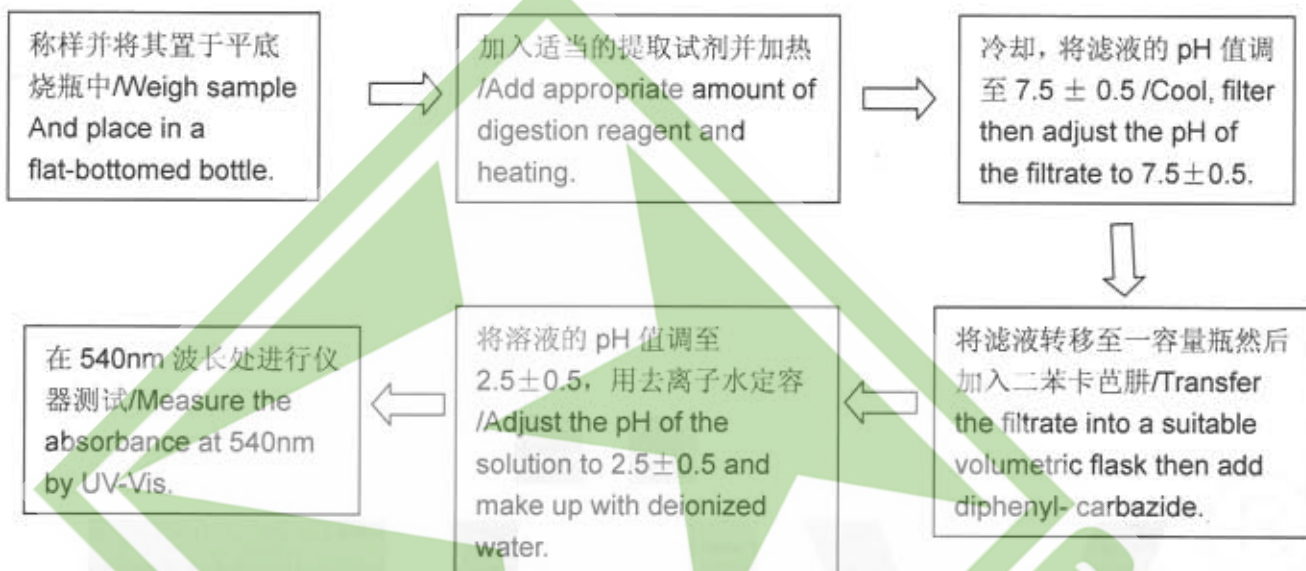 称样并将其置于平底
烧瓶中/Weigh sample
And place in a
flat-bottomed bottle.
加入适当的提取试剂并加热
/Add appropriate amount of
digestion reagent and
heating.
冷却，将滤液的 pH 值调
至 7.5 ± 0.5 /Cool, filter
then adjust the pH of
the filtrate to 7.5±0.5.
将滤液转移至一容量瓶然后
加入二苯卡芭肼/Transfer
the filtrate into a suitable
volumetric flask then add
diphenyl- carbazide.
将溶液的 pH 值调至
2.5±0.5，用去离子水定容
/Adjust the pH of the
solution to 2.5±0.5 and
make up with deionized
water.
在 540nm 波长处进行仪
器测试/Measure the
absorbance at 540nm
by UV-Vis.